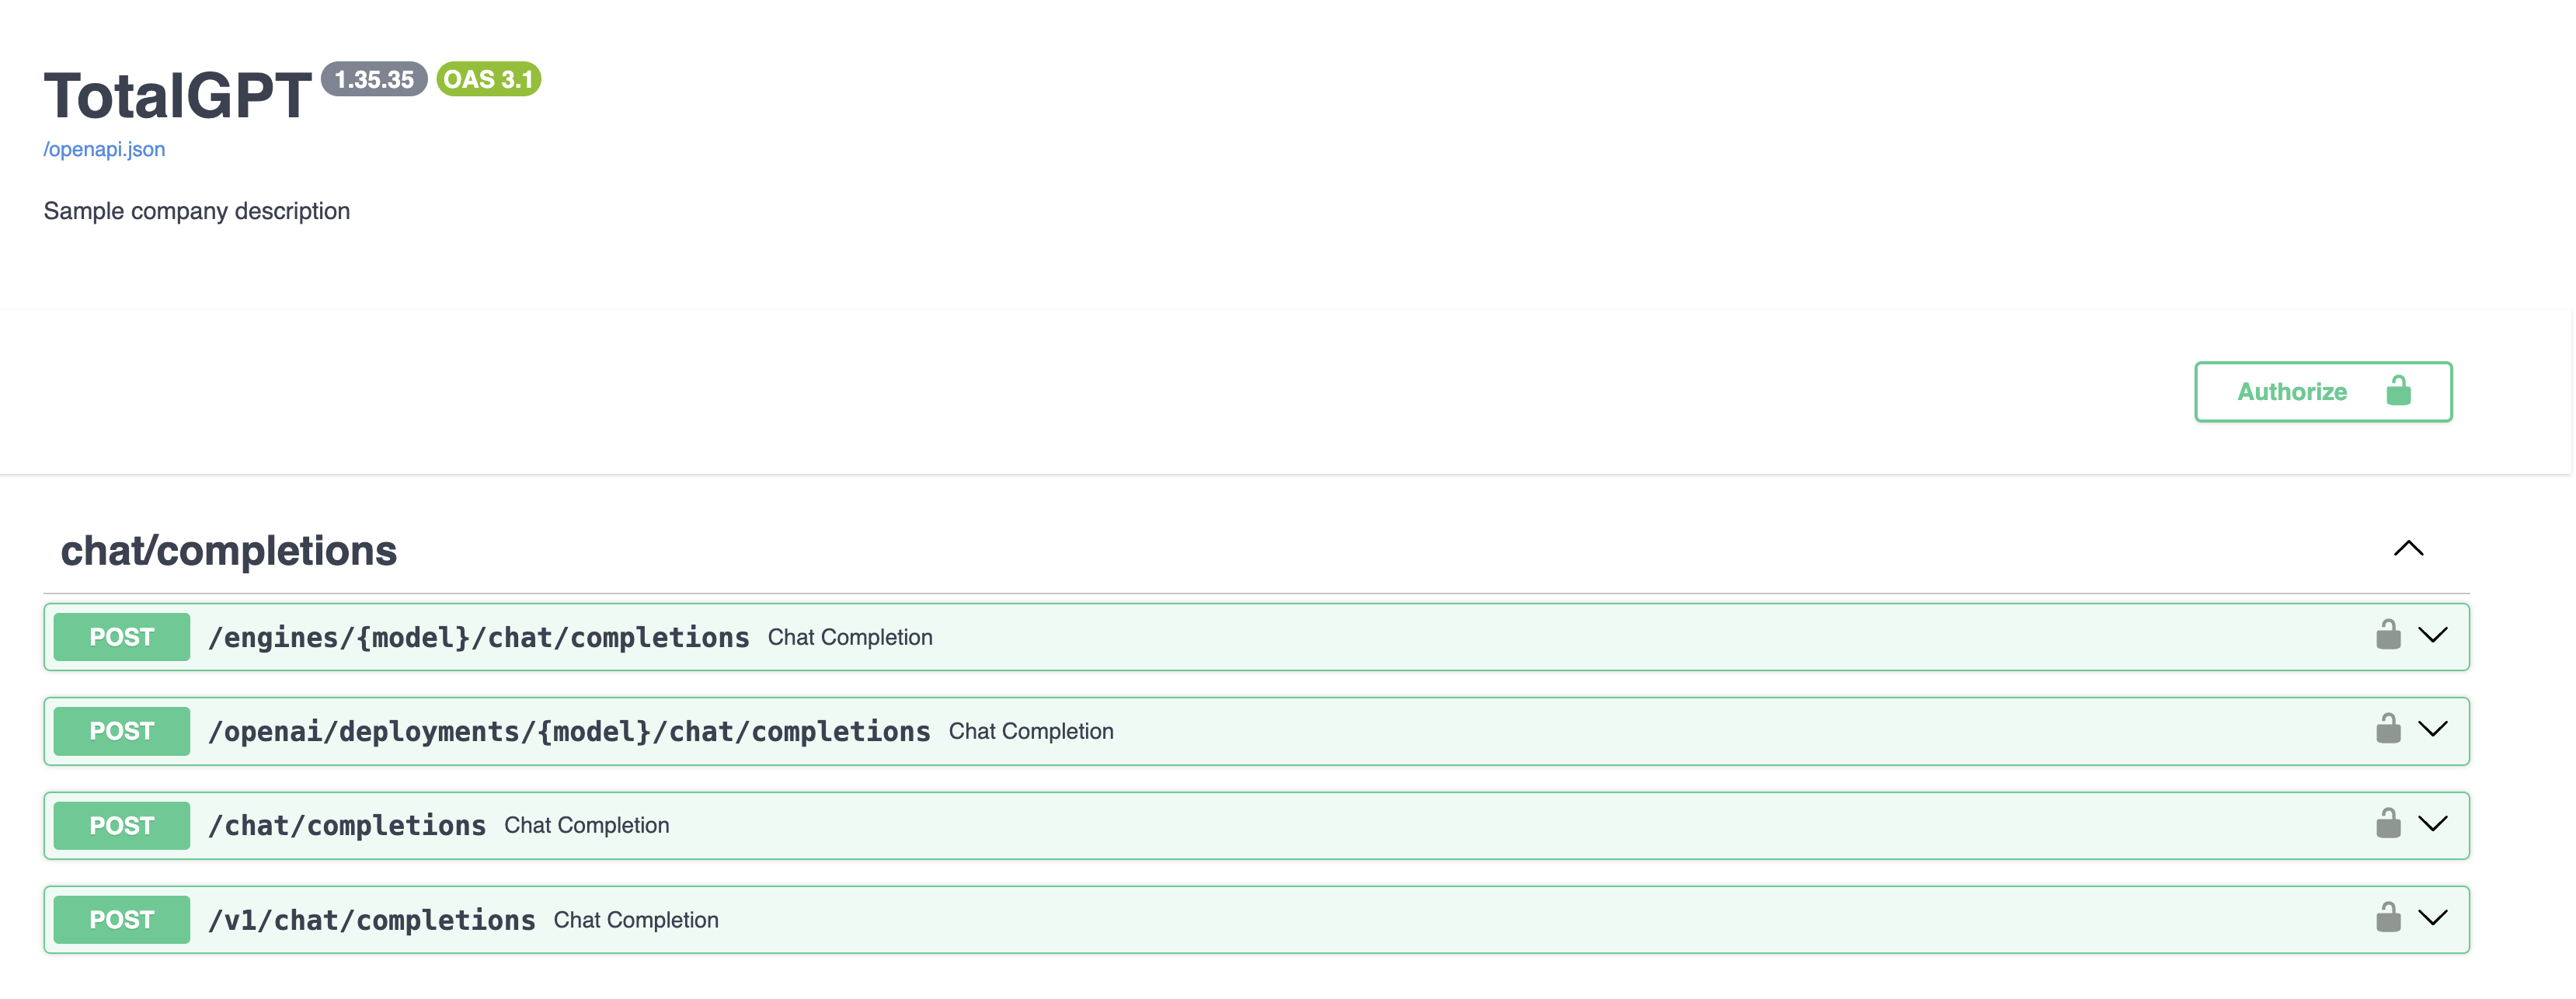 TotalGPT 1.35.35 OAS 3.1
/openapi.json
Sample company description
Authorize
chat/completions
POST /engines/{model}/chat/completions Chat Completion
POST /openai/deployments/{model}/chat/completions Chat Completion
POST /chat/completions Chat Completion
POST /v1/chat/completions Chat Completion